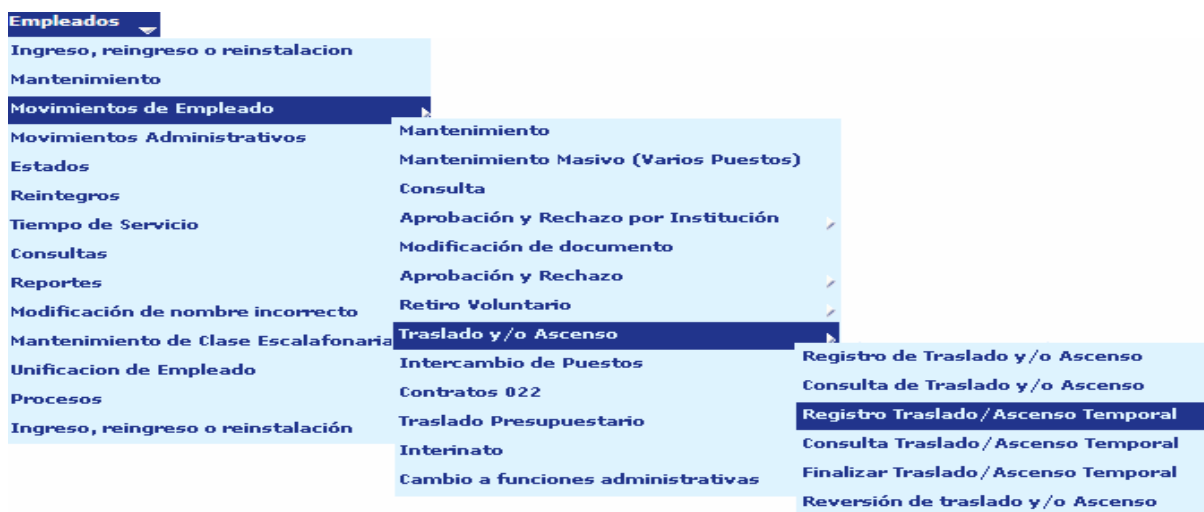 Empleados
Ingreso, reingreso o reinstalacion
Mantenimiento
Movimientos de Empleado
Movimientos Administrativos
Estados
Reintegros
Tiempo de Servicio
Consultas
Reportes
Modificación de nombre incorrecto
Mantenimiento de Clase Escalafonaria
Unificacion de Empleado
Procesos
Ingreso, reingreso o reinstalación
Mantenimiento
Mantenimiento Masivo (Varios Puestos)
Consulta
Aprobación y Rechazo por Institución
Modificación de documento
Aprobación y Rechazo
Retiro Voluntario
Traslado y/o Ascenso
Intercambio de Puestos
Contratos 022
Traslado Presupuestario
Interinato
Cambio a funciones administrativas
Registro de Traslado y/o Ascenso
Consulta de Traslado y/o Ascenso
Registro Traslado/Ascenso Temporal
Consulta Traslado/Ascenso Temporal
Finalizar Traslado/Ascenso Temporal
Reversión de traslado y/o Ascenso